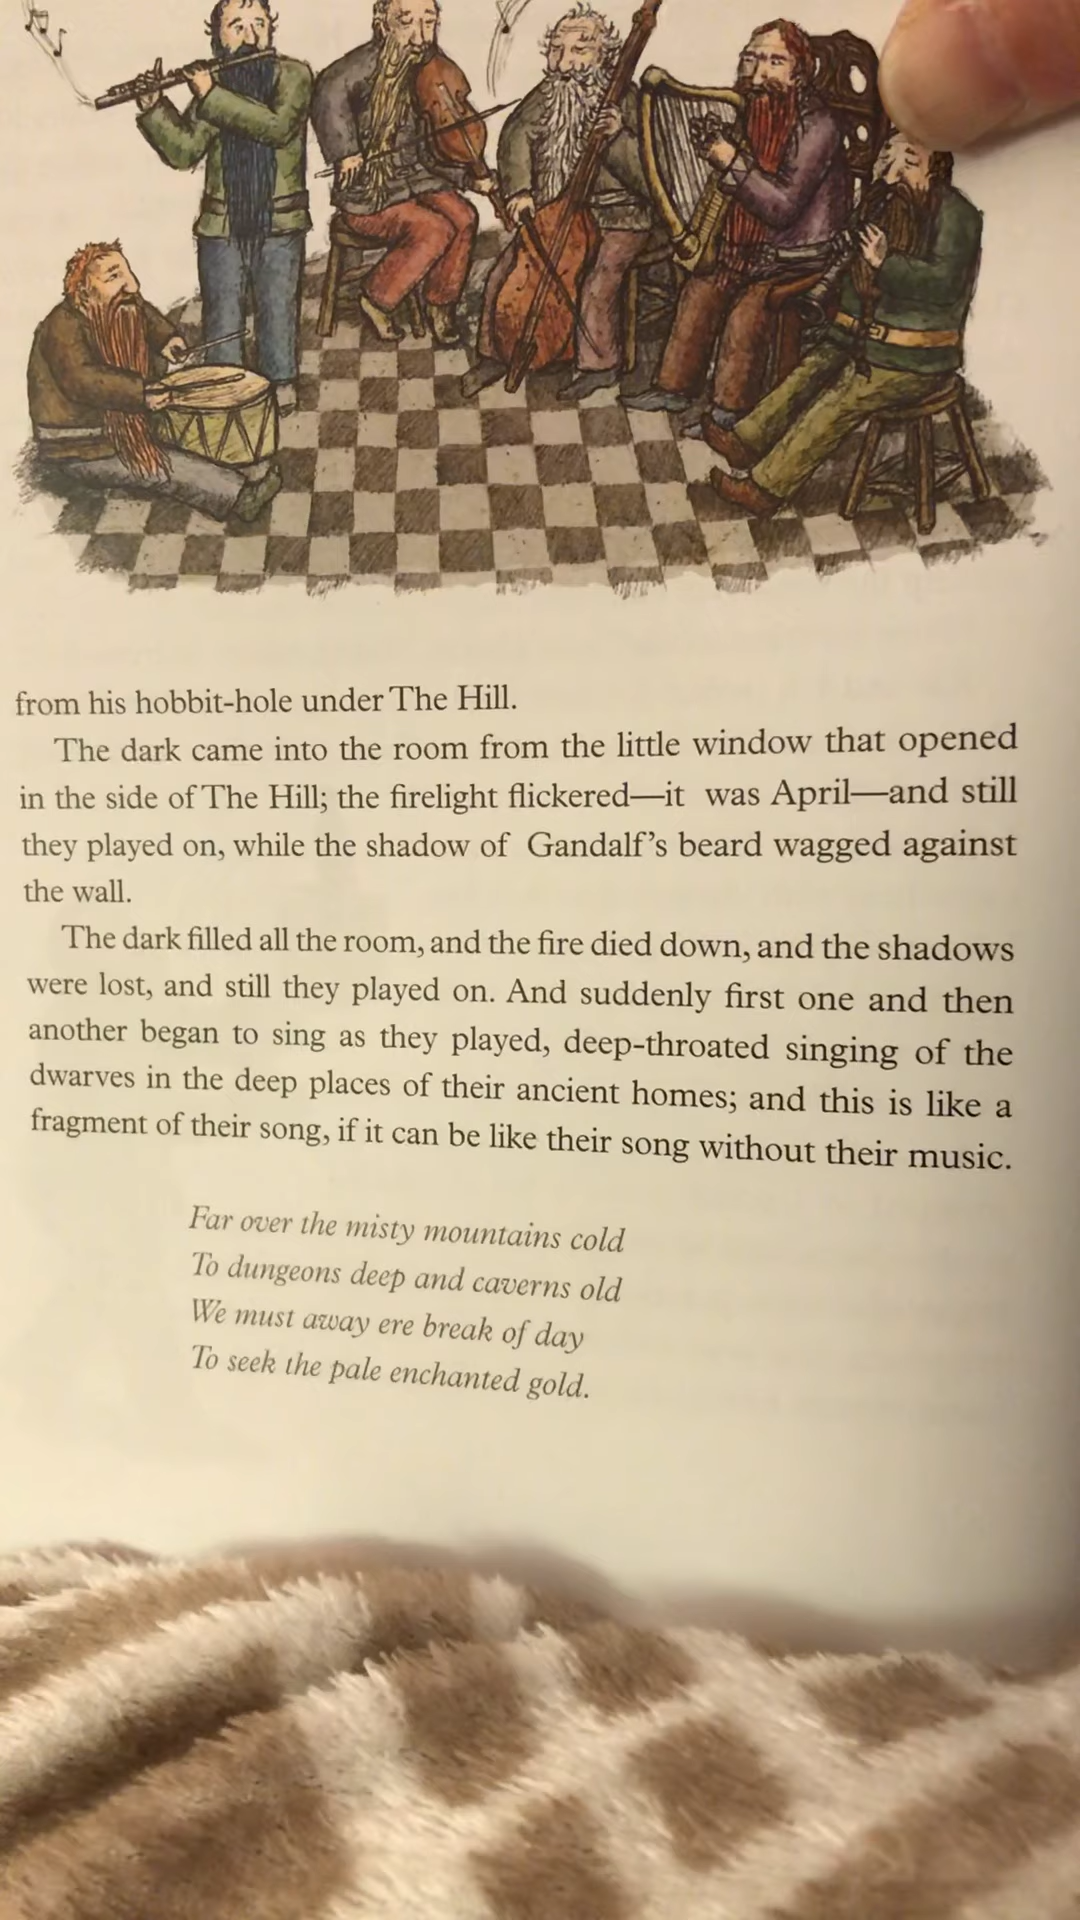 from his hobbit-hole under The Hill.
The dark came into the room from the little window that opened
in the side of The Hill; the firelight flickered—it was April—and still
they played on, while the shadow of Gandalf’s beard wagged against
the wall.
The dark filled all the room, and the fire died down, and the shadows
were lost, and still they played on. And suddenly first one and then
another began to sing as they played, deep-throated singing of the
dwarves in the deep places of their ancient homes; and this is like a
fragment of their song, if it can be like their song without their music.
Far over the misty mountains cold
To dungeons deep and caverns old
We must away ere break of day
To seek the pale enchanted gold.